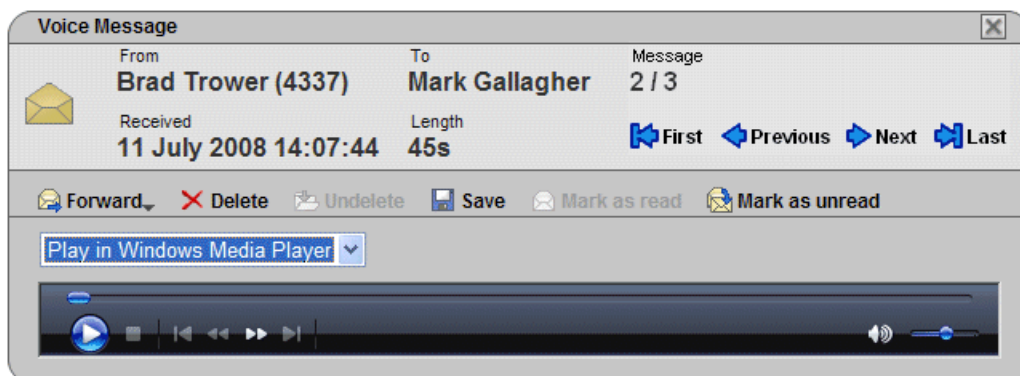 Voice Message
From To Message
Brad Trower (4337) Mark Gallagher 2 / 3
Received Length
11 July 2008 14:07:44 45s First Previous Next Last
Forward Delete Undelete Save Mark as read Mark as unread
Play in Windows Media Player